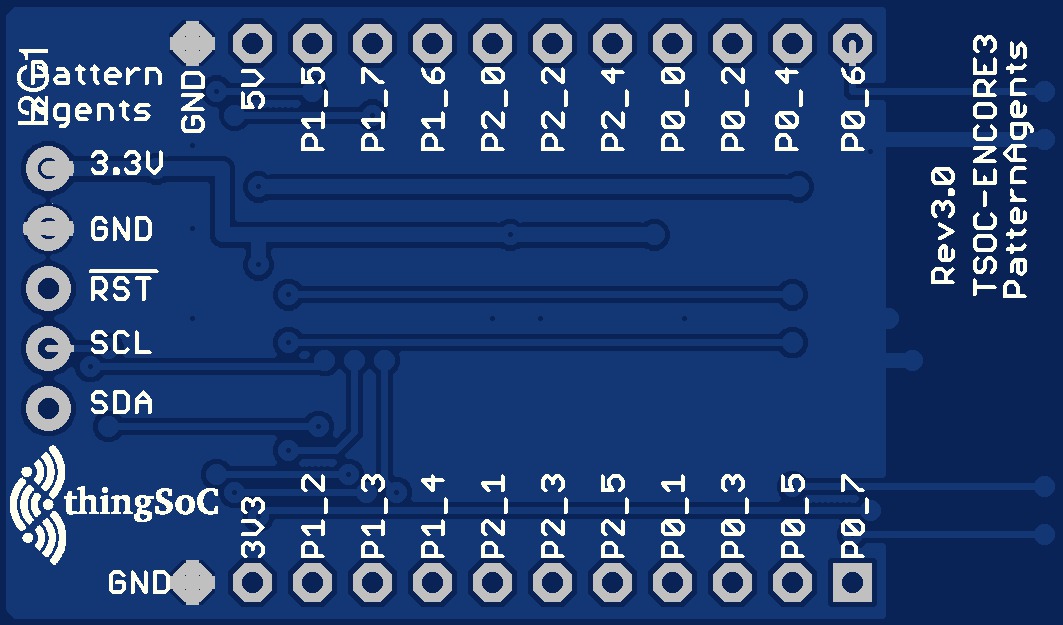 Pattern
Agents
GND
5V
P1_5
P1_7
P1_6
P2_0
P2_2
P2_4
P0_0
P0_2
P0_4
P0_6
3.3V
GND
RST
SCL
SDA
Rev3.0
TSOC-ENCORE3
PatternAgents
thingSoC
3V3
P1_2
P1_3
P1_4
P2_1
P2_3
P2_5
P0_1
P0_3
P0_5
P0_7
GND